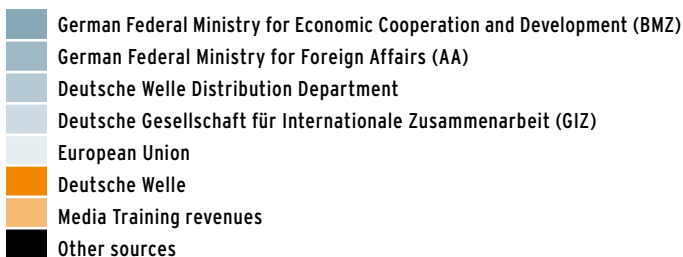 German Federal Ministry for Economic Cooperation and Development (BMZ)
German Federal Ministry for Foreign Affairs (AA)
Deutsche Welle Distribution Department
Deutsche Gesellschaft für Internationale Zusammenarbeit (GIZ)
European Union
Deutsche Welle
Media Training revenues
Other sources